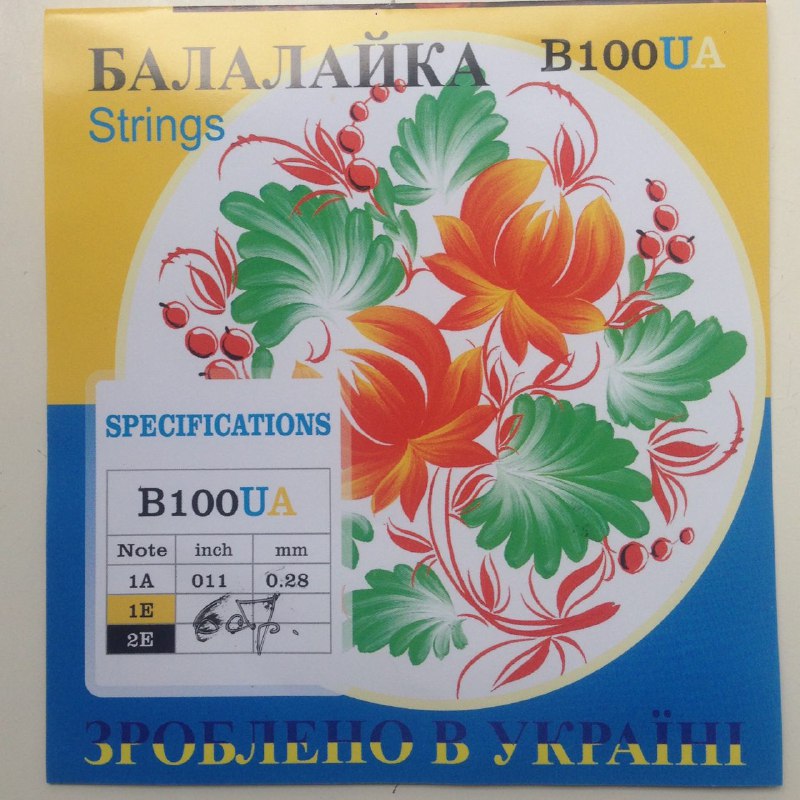 БАЛАЛАЙКА B100UA
Strings
SPECIFICATIONS
B100UA
Note inch mm
1A 011 0.28
1E
2E
ЗРОБЛЕНО В УКРАЇНІ